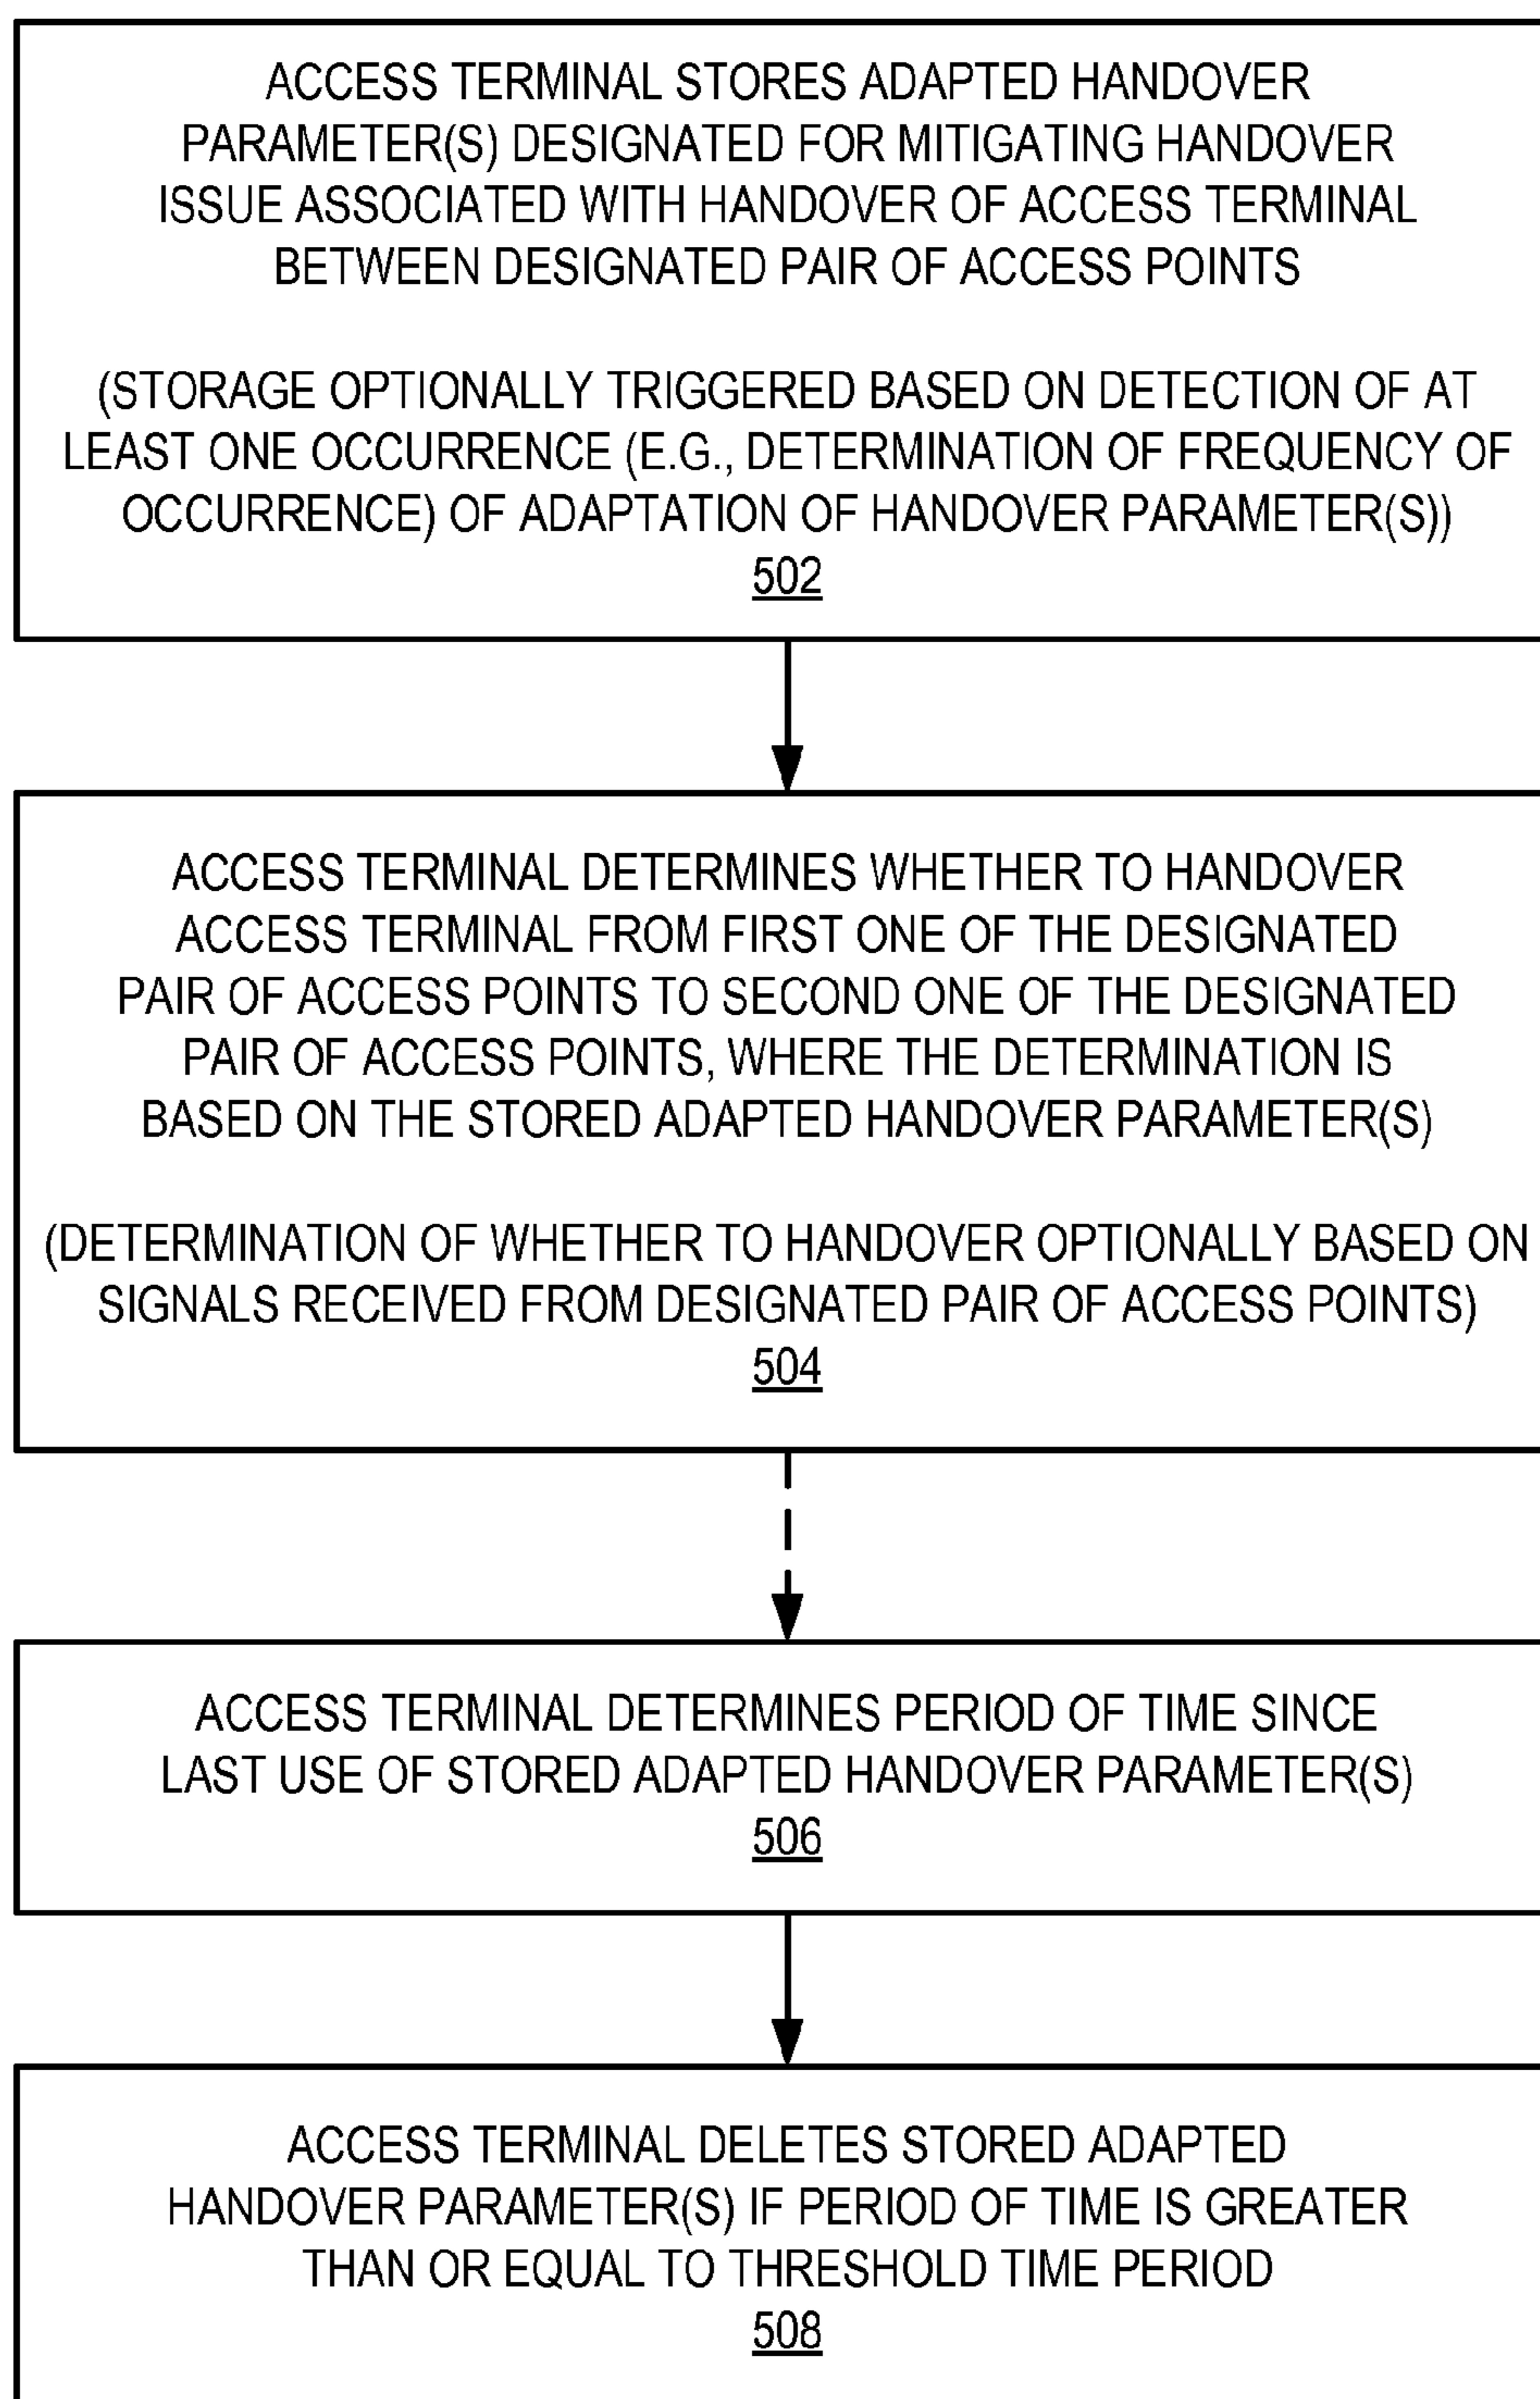 ACCESS TERMINAL STORES ADAPTED HANDOVER
PARAMETER(S) DESIGNATED FOR MITIGATING HANDOVER
ISSUE ASSOCIATED WITH HANDOVER OF ACCESS TERMINAL
BETWEEN DESIGNATED PAIR OF ACCESS POINTS
(STORAGE OPTIONALLY TRIGGERED BASED ON DETECTION OF AT
LEAST ONE OCCURRENCE (E.G., DETERMINATION OF FREQUENCY OF
OCCURRENCE) OF ADAPTATION OF HANDOVER PARAMETER(S))
502
ACCESS TERMINAL DETERMINES WHETHER TO HANDOVER
ACCESS TERMINAL FROM FIRST ONE OF THE DESIGNATED
PAIR OF ACCESS POINTS TO SECOND ONE OF THE DESIGNATED
PAIR OF ACCESS POINTS, WHERE THE DETERMINATION IS
BASED ON THE STORED ADAPTED HANDOVER PARAMETER(S)
(DETERMINATION OF WHETHER TO HANDOVER OPTIONALLY BASED ON
SIGNALS RECEIVED FROM DESIGNATED PAIR OF ACCESS POINTS)
504
ACCESS TERMINAL DETERMINES PERIOD OF TIME SINCE
LAST USE OF STORED ADAPTED HANDOVER PARAMETER(S)
506
ACCESS TERMINAL DELETES STORED ADAPTED
HANDOVER PARAMETER(S) IF PERIOD OF TIME IS GREATER
THAN OR EQUAL TO THRESHOLD TIME PERIOD
508